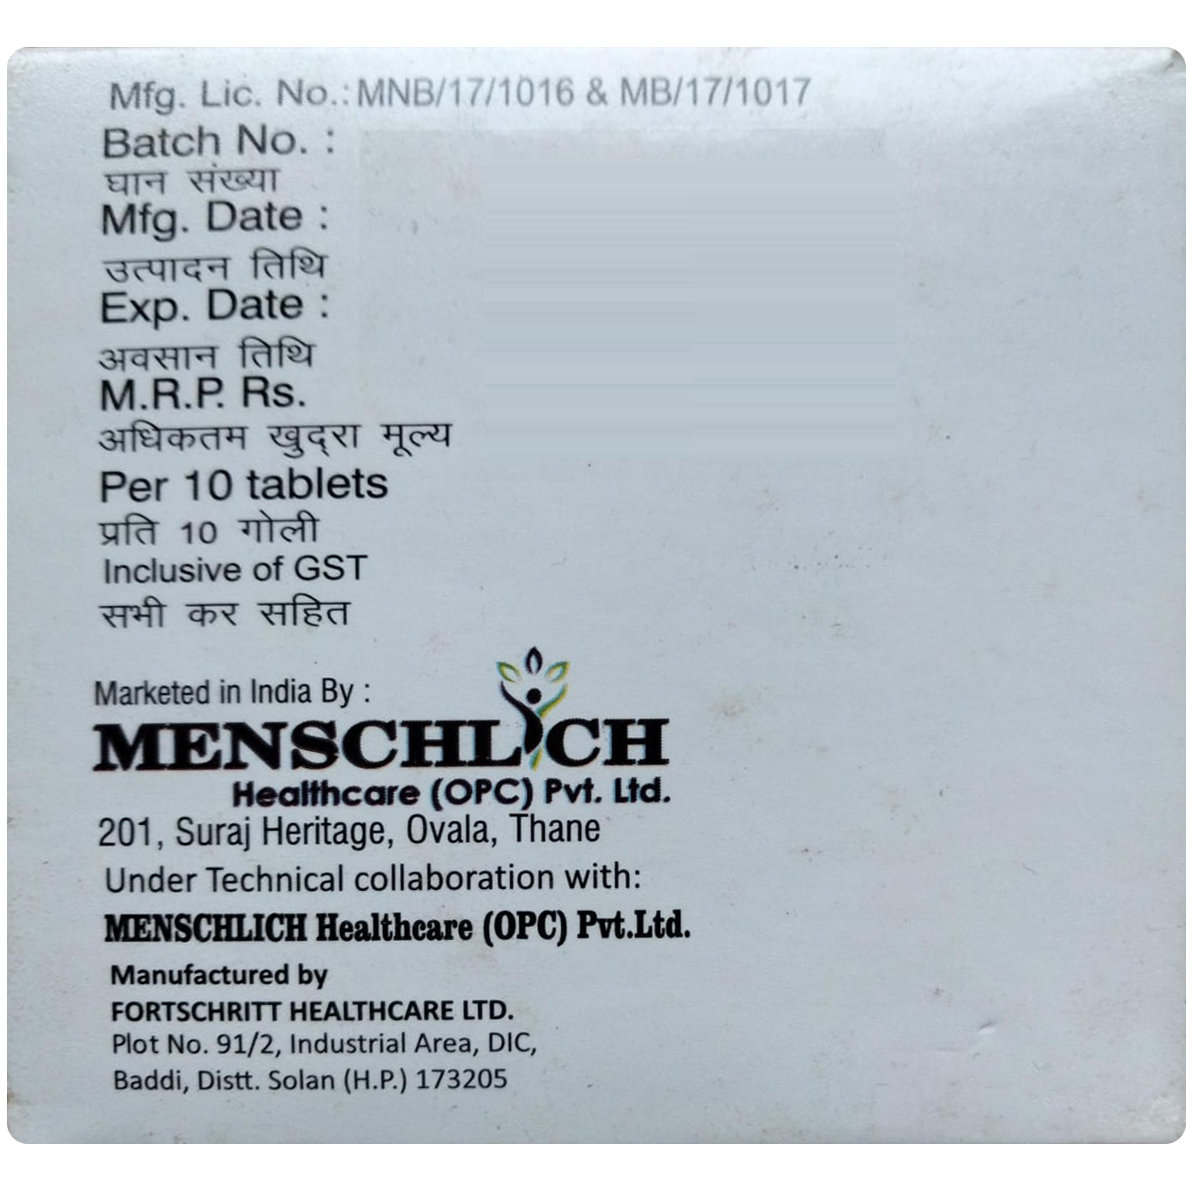 Mfg. Lic. No.: MNB/17/1016 & MB/17/1017
Batch No. :
घान संख्या
Mfg. Date :
उत्पादन तिथि
Exp. Date :
अवसान तिथि
M.R.P. Rs.
अधिकतम खुद्रा मूल्य
Per 10 tablets
प्रति 10 गोली
Inclusive of GST
सभी कर सहित
Marketed in India By :
MENSCHLICH
Healthcare (OPC) Pvt. Ltd.
201, Suraj Heritage, Ovala, Thane
Under Technical collaboration with:
MENSCHLICH Healthcare (OPC) Pvt.Ltd.
Manufactured by
FORTSCHRITT HEALTHCARE LTD.
Plot No. 91/2, Industrial Area, DIC,
Baddi, Distt. Solan (H.P.) 173205